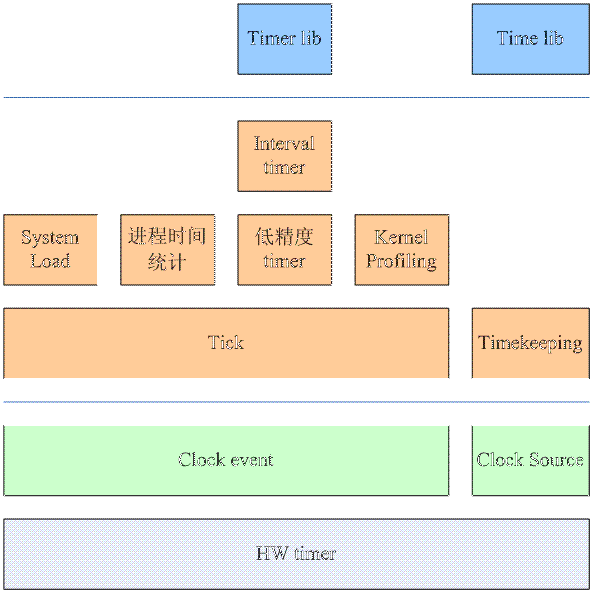 Timer lib
Time lib
Interval
timer
System
Load
进程时间
统计
低精度
timer
Kernel
Profiling
Tick
Timekeeping
Clock event
Clock Source
HW timer